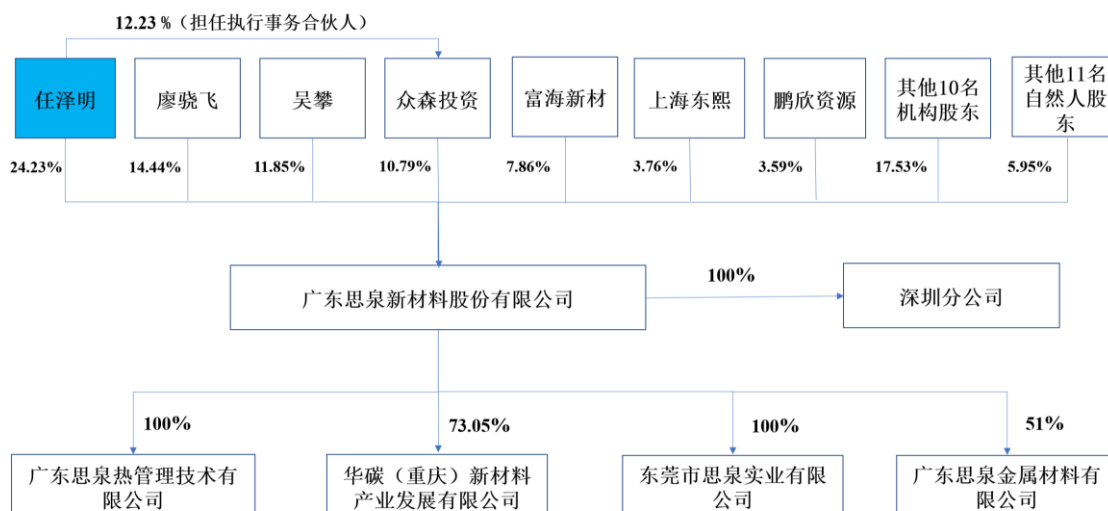 12.23 %（担任执行事务合伙人）
任泽明
廖骁飞
吴攀
众森投资
富海新材
上海东熙
鹏欣资源
其他10名
机构股东
其他11名
自然人股
东
24.23%
14.44%
11.85%
10.79%
7.86%
3.76%
3.59%
17.53%
5.95%
广东思泉新材料股份有限公司
100%
深圳分公司
100%
73.05%
100%
51%
广东思泉热管理技术有
限公司
华碳（重庆）新材料
产业发展有限公司
东莞市思泉实业有限
公司
广东思泉金属材料有
限公司